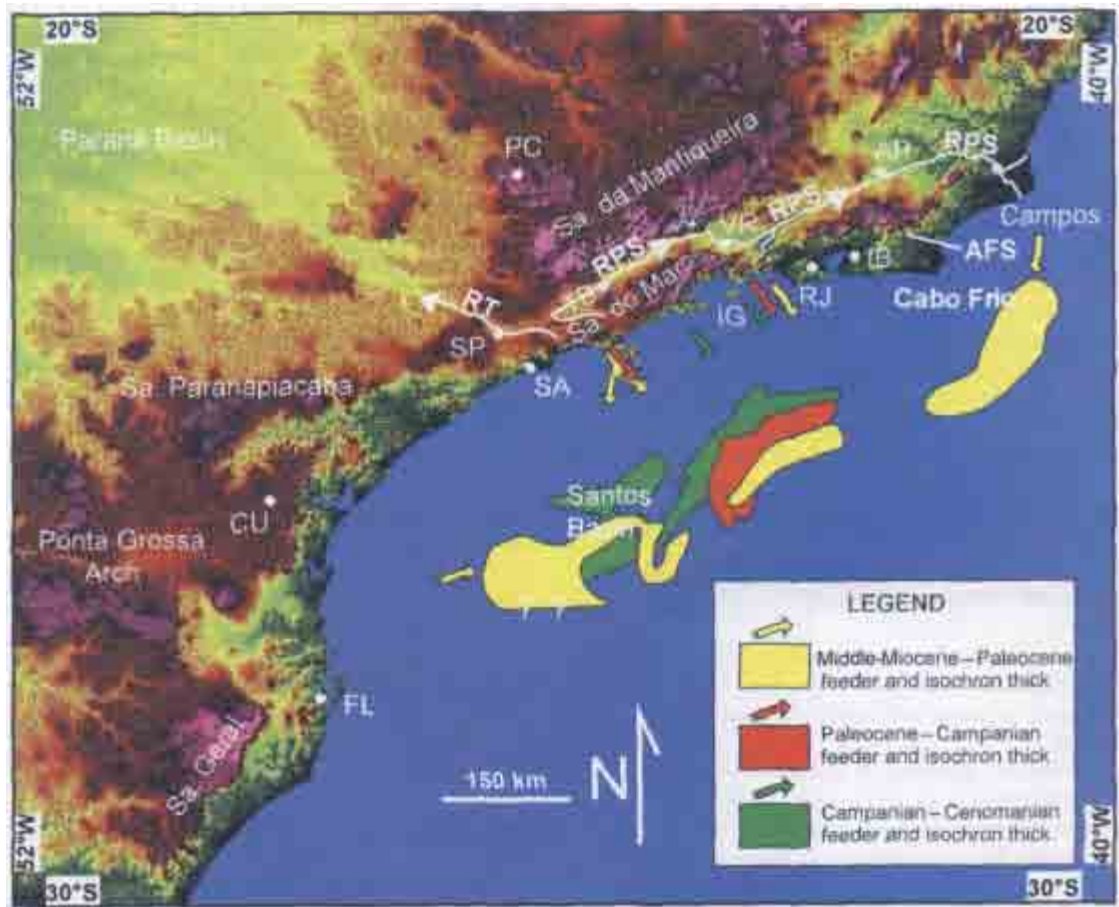 20°S
20°S
52°W
40°W
Paraná Basin
PC
Sa. da Mantiqueira
RPS
RPS
RPS
Campos
AFS
RT
Sa. do Mar
IG
RJ
Cabo Frio
SP
SA
Sa. Paranapiacaba
CU
Santos
Basin
Ponta Grossa
Arch
FL
Sa. Geral
150 km
N
LEGEND
Middle-Miocene – Paleocene
feeder and isochron thick
Paleocene – Campanian
feeder and isochron thick
Campanian – Cenomanian
feeder and isochron thick
52°W
40°W
30°S
30°S